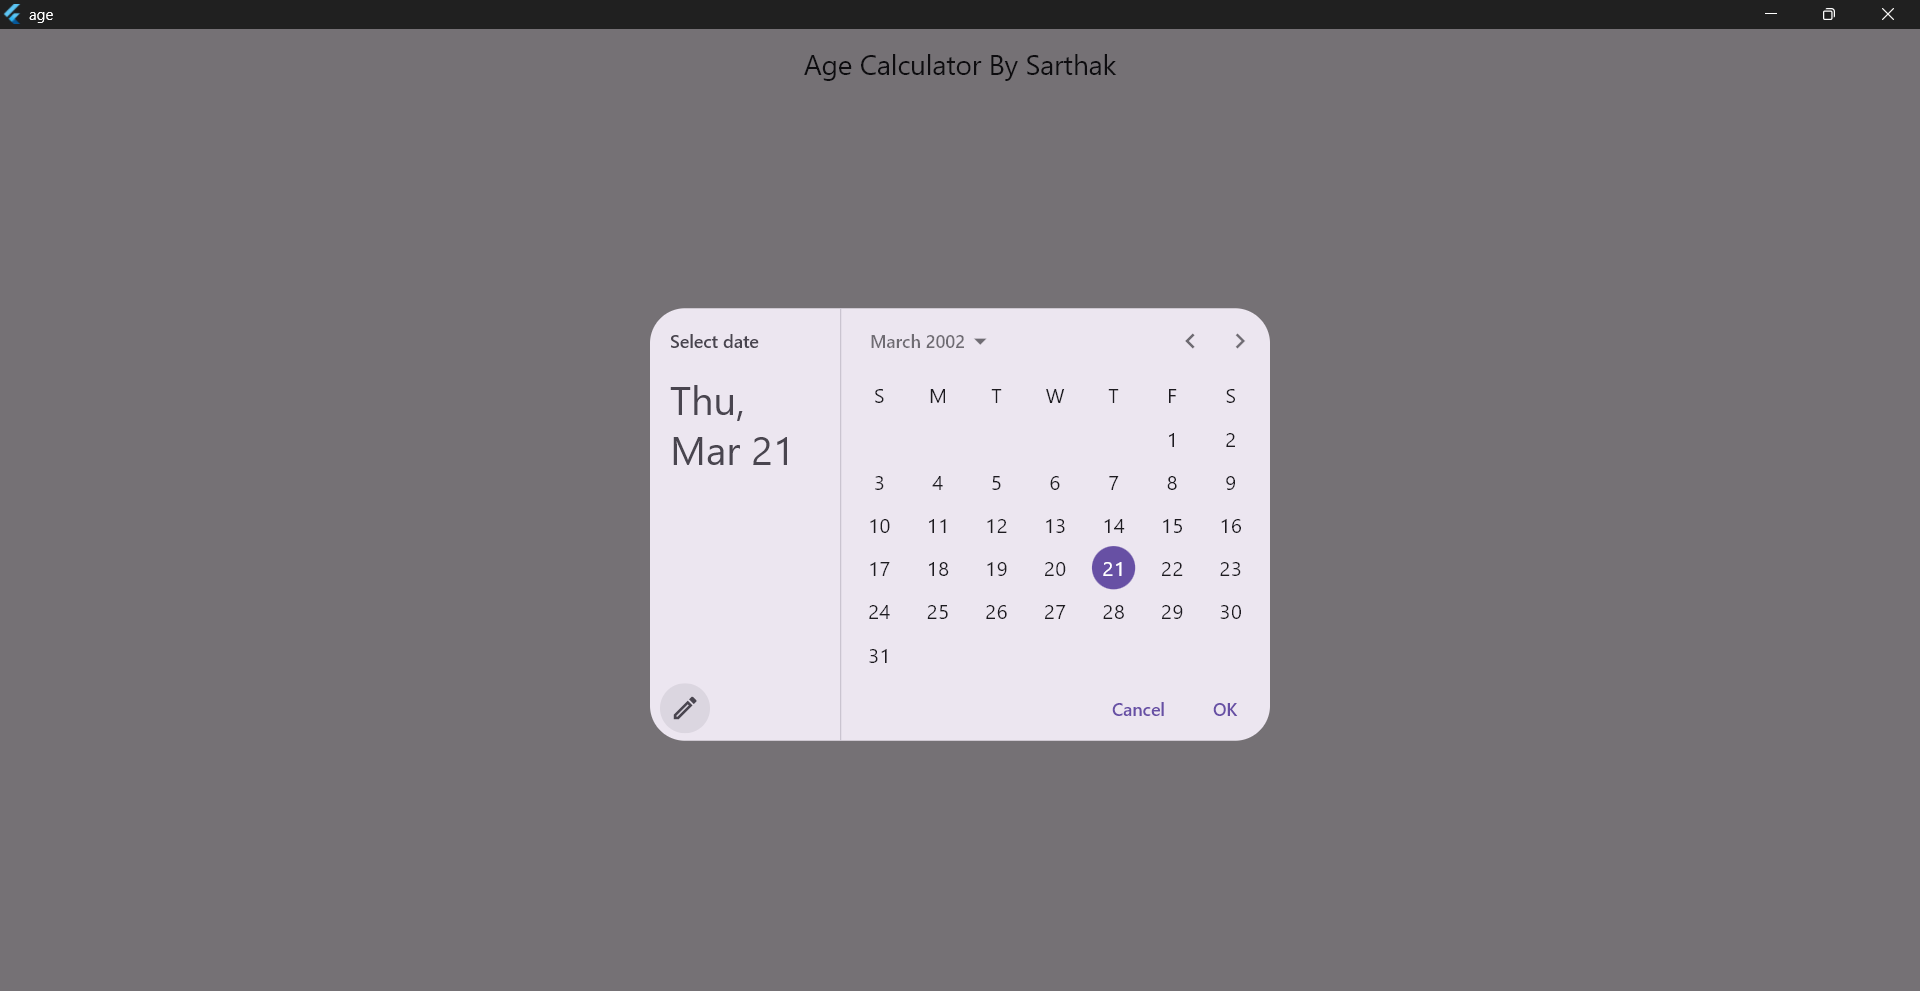 age
Age Calculator By Sarthak
Select date
Thu,
Mar 21
March 2002
S M T W T F S
1 2
3 4 5 6 7 8 9
10 11 12 13 14 15 16
17 18 19 20 21 22 23
24 25 26 27 28 29 30
31
Cancel OK